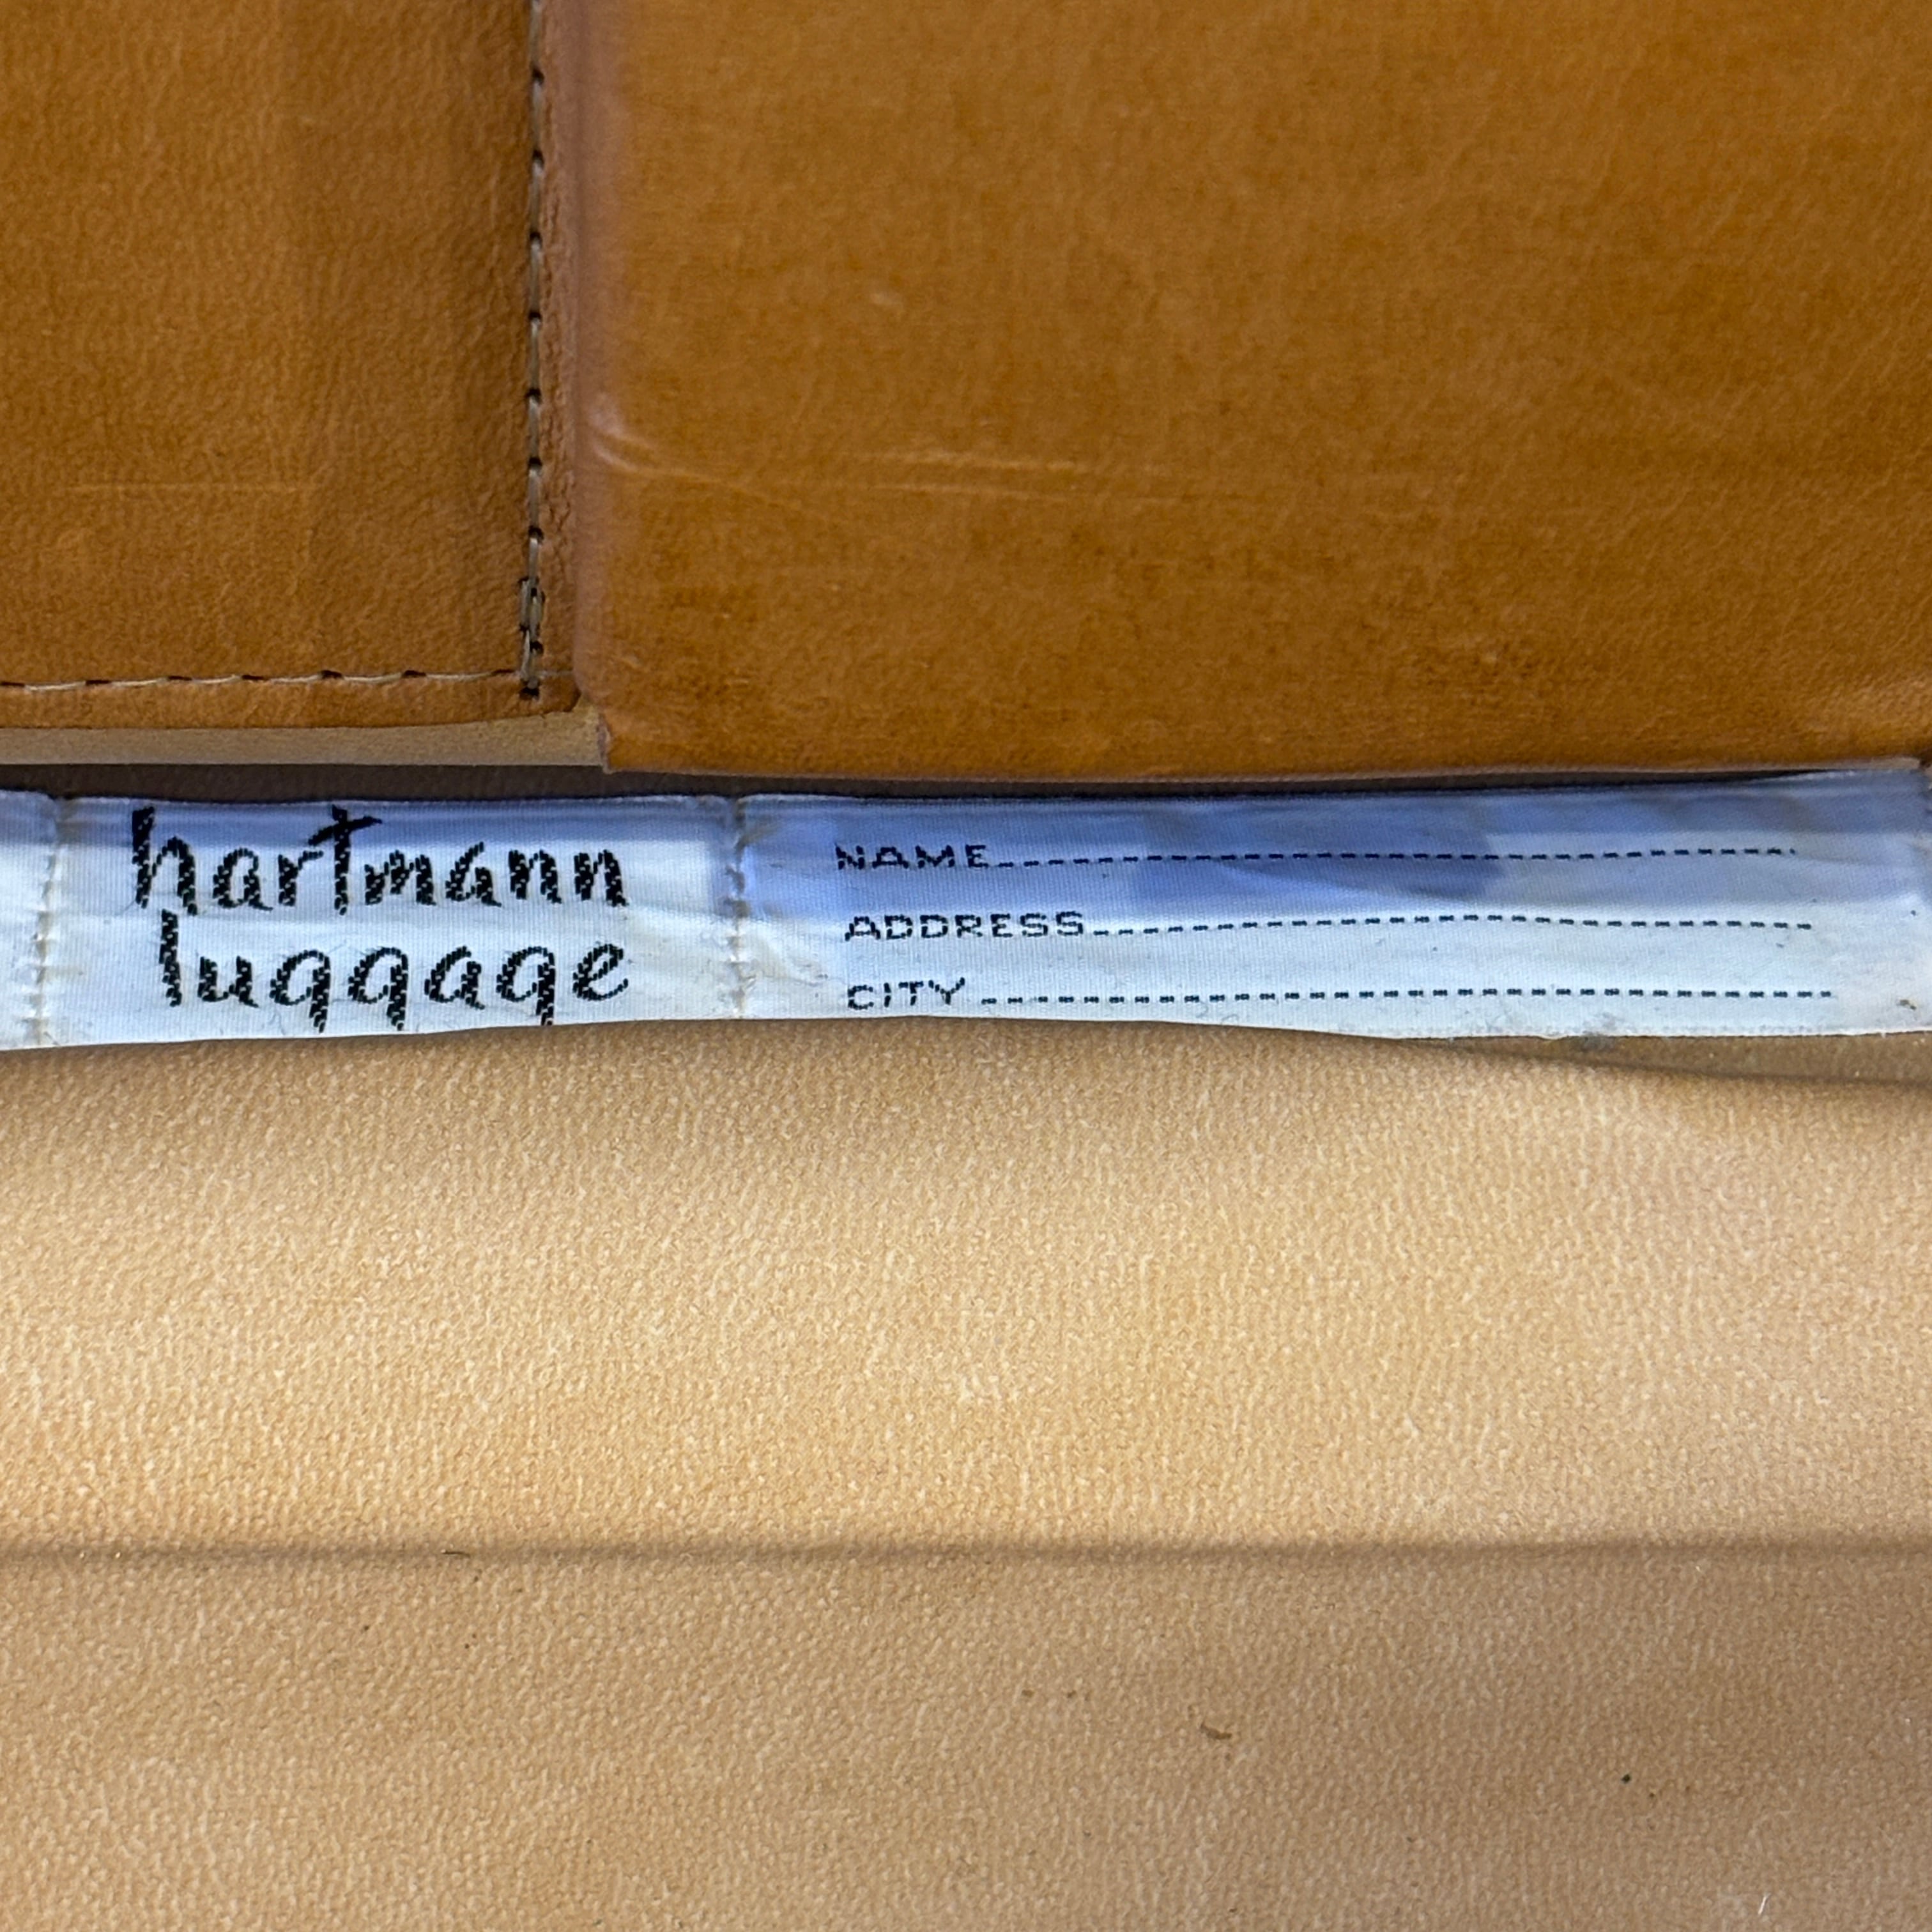 hartmann
luggage
NAME
ADDRESS
CITY